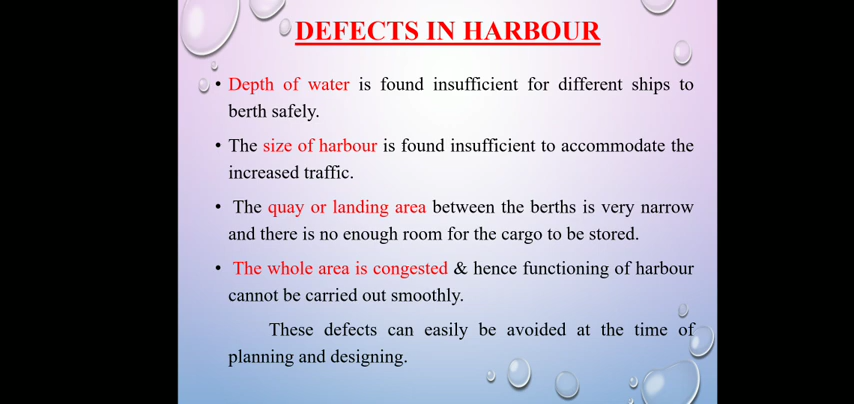 DEFECTS IN HARBOUR
• Depth of water is found insufficient for different ships to
berth safely.
• The size of harbour is found insufficient to accommodate the
increased traffic.
• The quay or landing area between the berths is very narrow
and there is no enough room for the cargo to be stored.
• The whole area is congested & hence functioning of harbour
cannot be carried out smoothly.
These defects can easily be avoided at the time of
planning and designing.